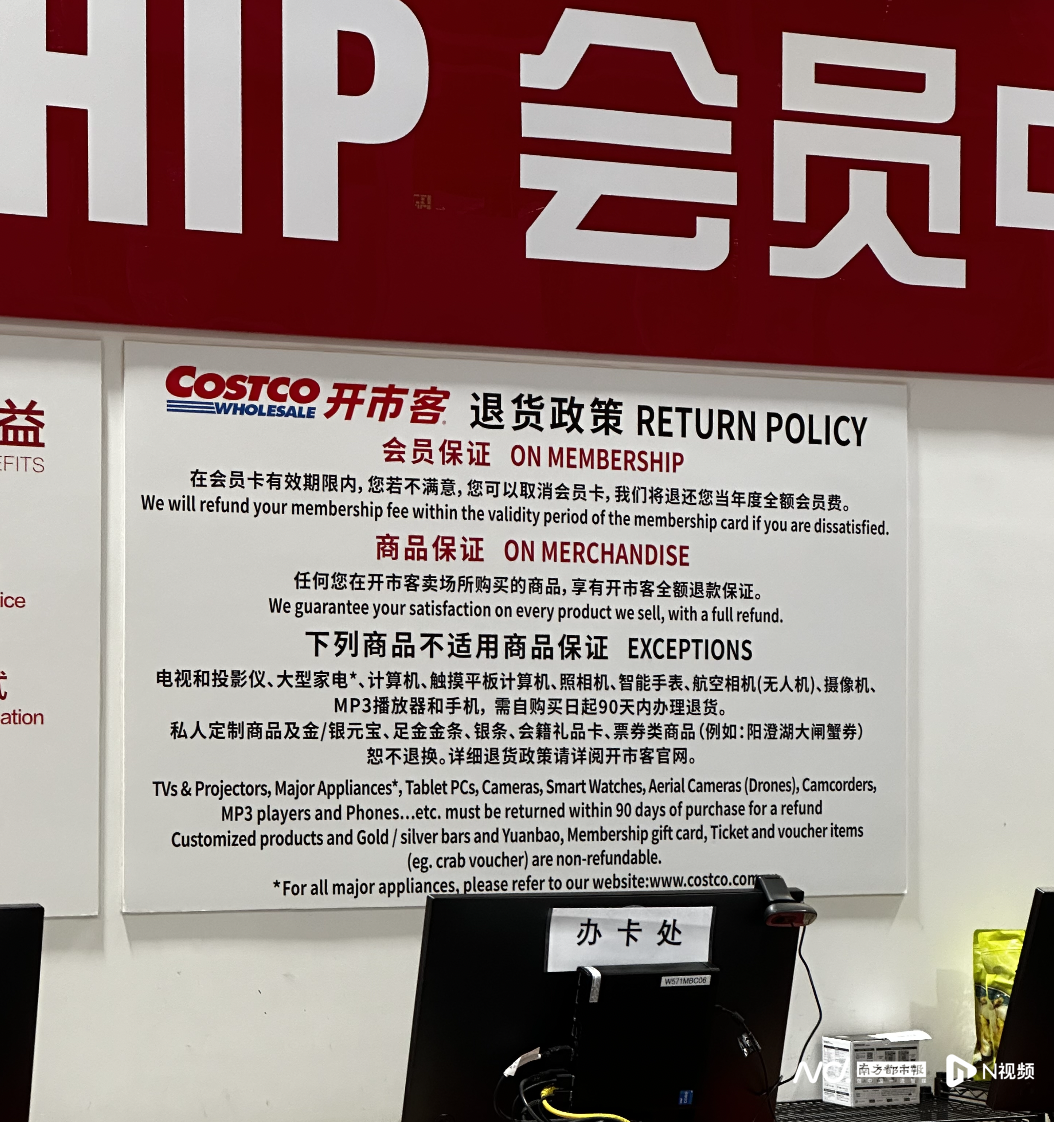 HIP 会员
益
EFITS
ice
ation
COSTCO WHOLESALE 开市客 退货政策 RETURN POLICY
会员保证 ON MEMBERSHIP
在会员卡有效期限内,您若不满意,您可以取消会员卡,我们将退还您当年度全额会员费。
We will refund your membership fee within the validity period of the membership card if you are dissatisfied.
商品保证 ON MERCHANDISE
任何您在开市客卖场所购买的商品,享有开市客全额退款保证。
We guarantee your satisfaction on every product we sell, with a full refund.
下列商品不适用商品保证 EXCEPTIONS
电视和投影仪、大型家电*、计算机、触摸平板计算机、照相机、智能手表、航空相机(无人机)、摄像机、
MP3播放器和手机, 需自购买日起90天内办理退货。
私人定制商品及金/银元宝、足金金条、银条、会籍礼品卡、票券类商品(例如:阳澄湖大闸蟹券)
恕不退换。详细退货政策请详阅开市客官网。
TVs & Projectors, Major Appliances*, Tablet PCs, Cameras, Smart Watches, Aerial Cameras (Drones), Camcorders,
MP3 players and Phones...etc. must be returned within 90 days of purchase for a refund
Customized products and Gold / silver bars and Yuanbao, Membership gift card, Ticket and voucher items
(eg. crab voucher) are non-refundable.
*For all major appliances, please refer to our website:www.costco.com
办卡处
W571MBC06
南方都市报
N视频